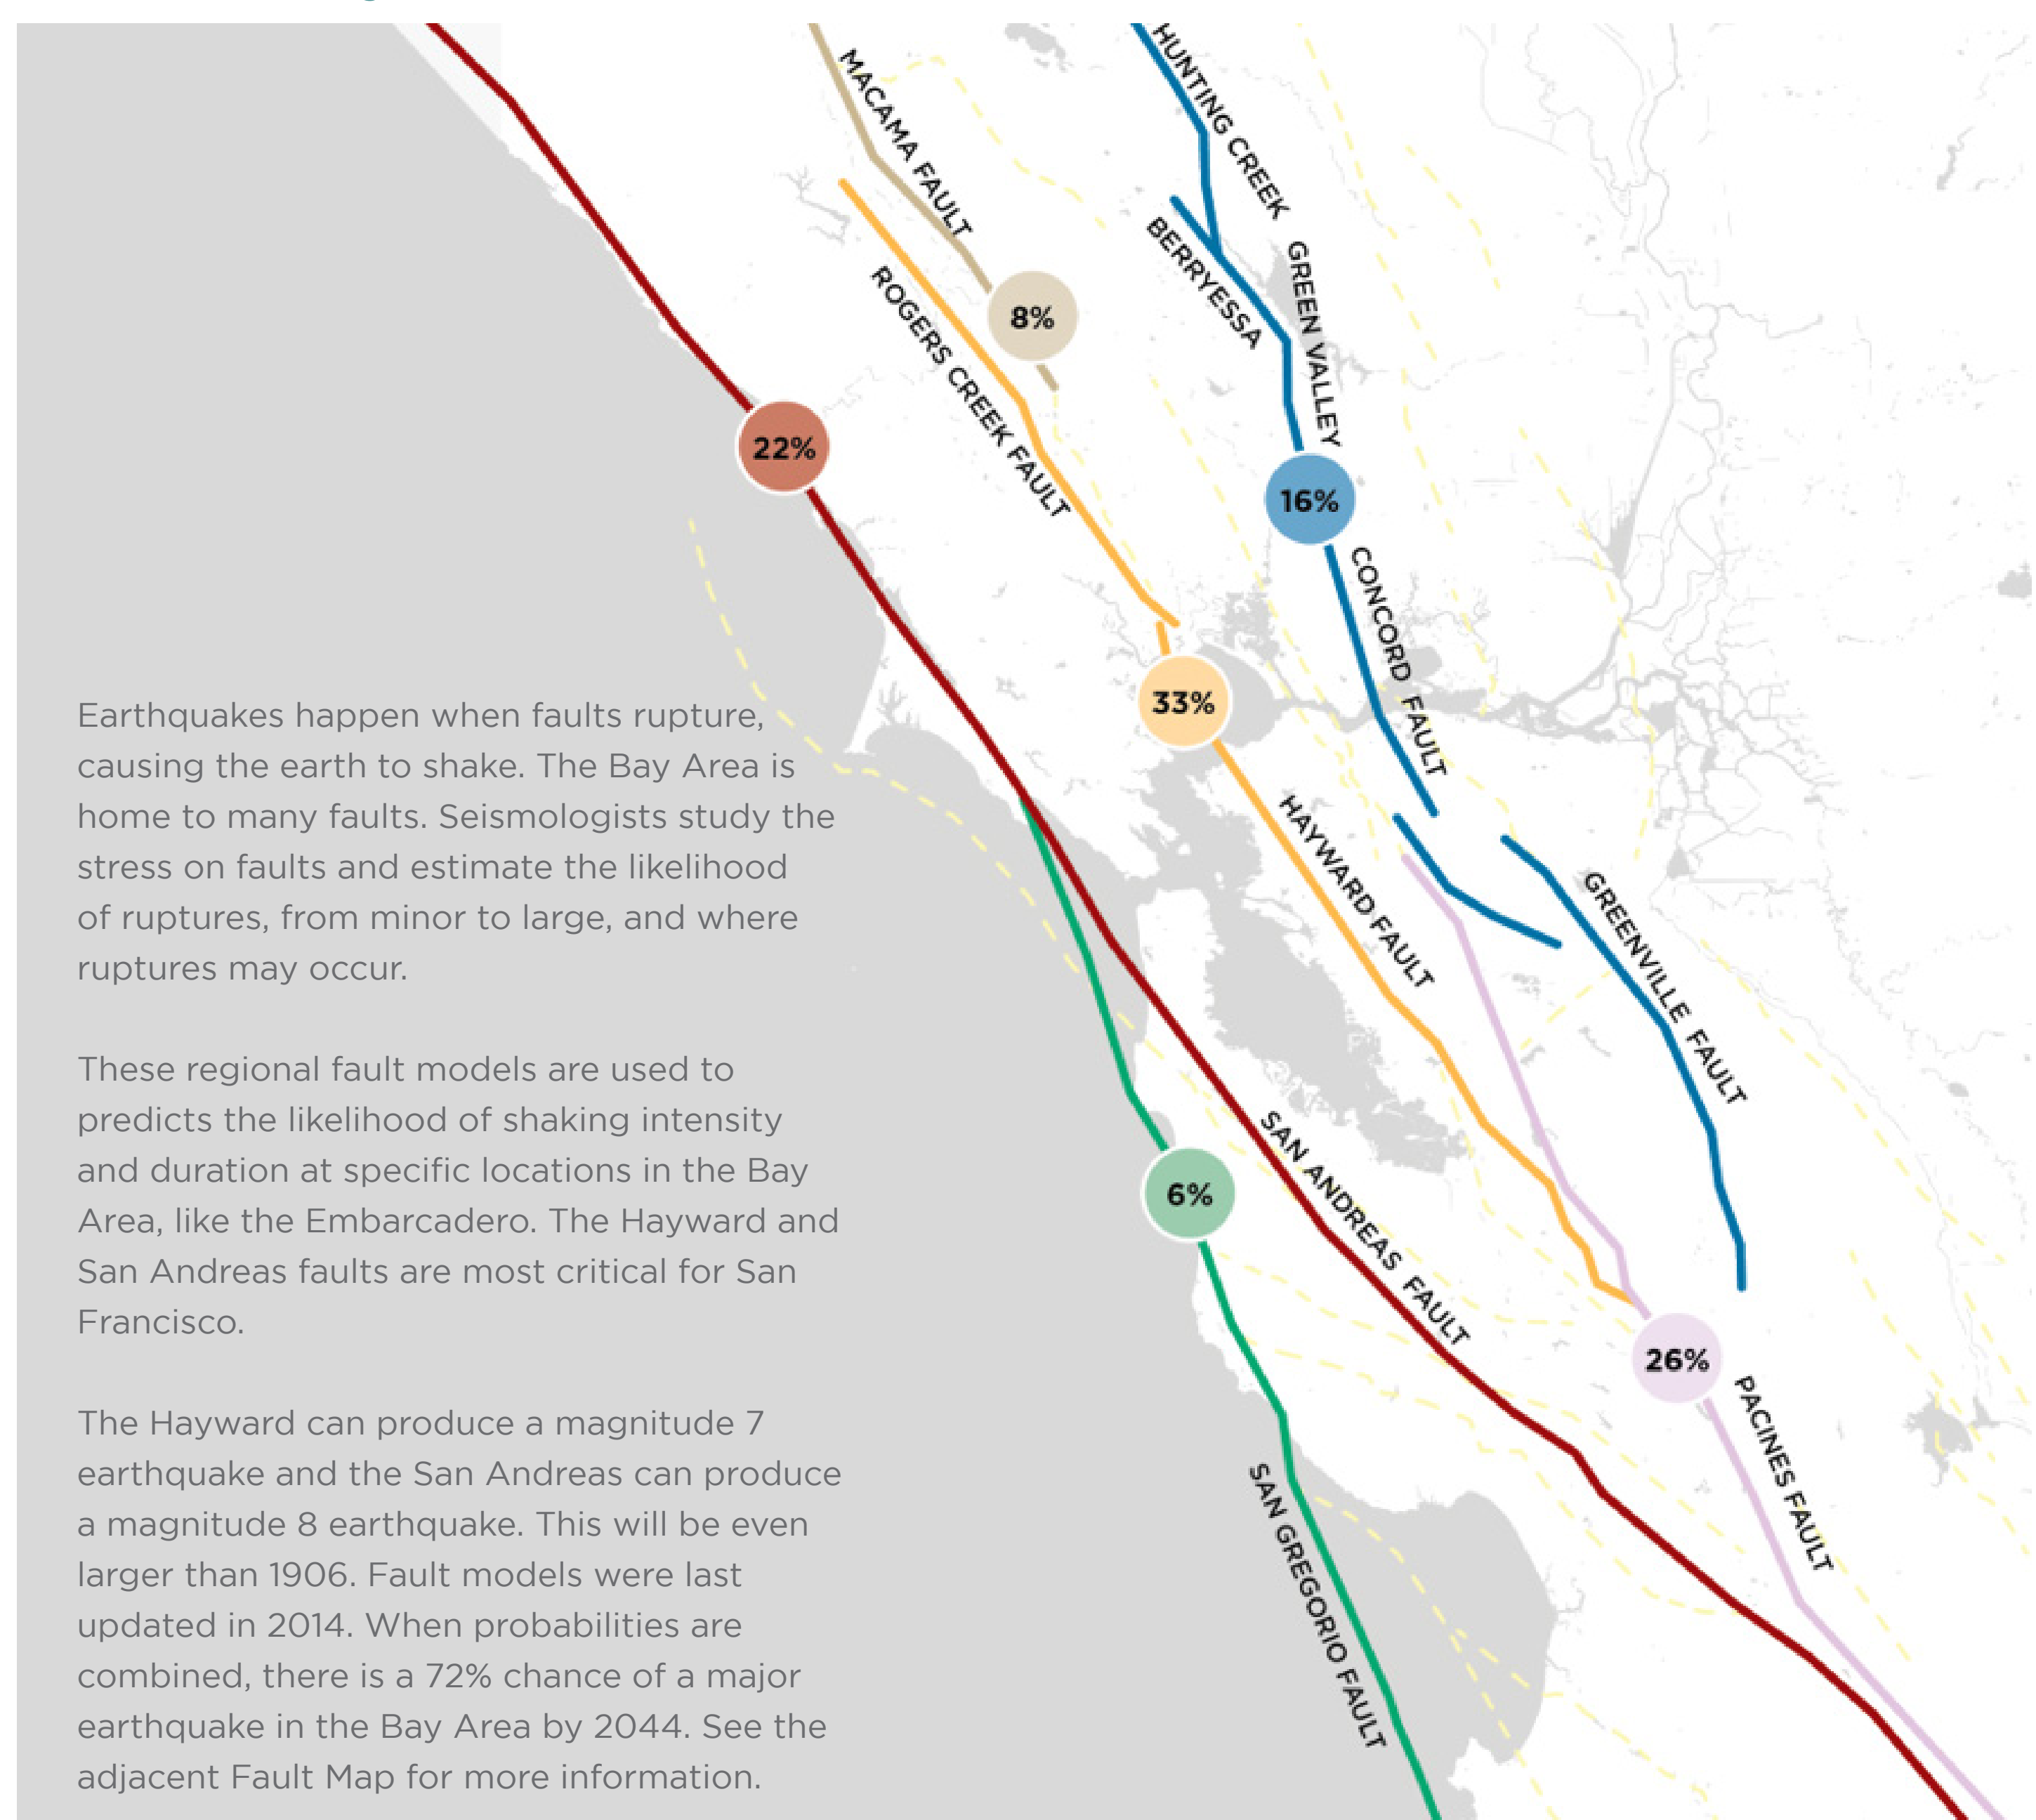 Earthquakes happen when faults rupture,
causing the earth to shake. The Bay Area is
home to many faults. Seismologists study the
stress on faults and estimate the likelihood
of ruptures, from minor to large, and where
ruptures may occur.
These regional fault models are used to
predicts the likelihood of shaking intensity
and duration at specific locations in the Bay
Area, like the Embarcadero. The Hayward and
San Andreas faults are most critical for San
Francisco.
The Hayward can produce a magnitude 7
earthquake and the San Andreas can produce
a magnitude 8 earthquake. This will be even
larger than 1906. Fault models were last
updated in 2014. When probabilities are
combined, there is a 72% chance of a major
earthquake in the Bay Area by 2044. See the
adjacent Fault Map for more information.
MACAMA FAULT
8%
HUNTING CREEK
BERRYESSA
GREEN VALLEY
ROGERS CREEK FAULT
22%
16%
CONCORD FAULT
33%
HAYWARD FAULT
GREENVILLE FAULT
6%
SAN ANDREAS FAULT
26%
PACINES FAULT
SAN GREGORIO FAULT